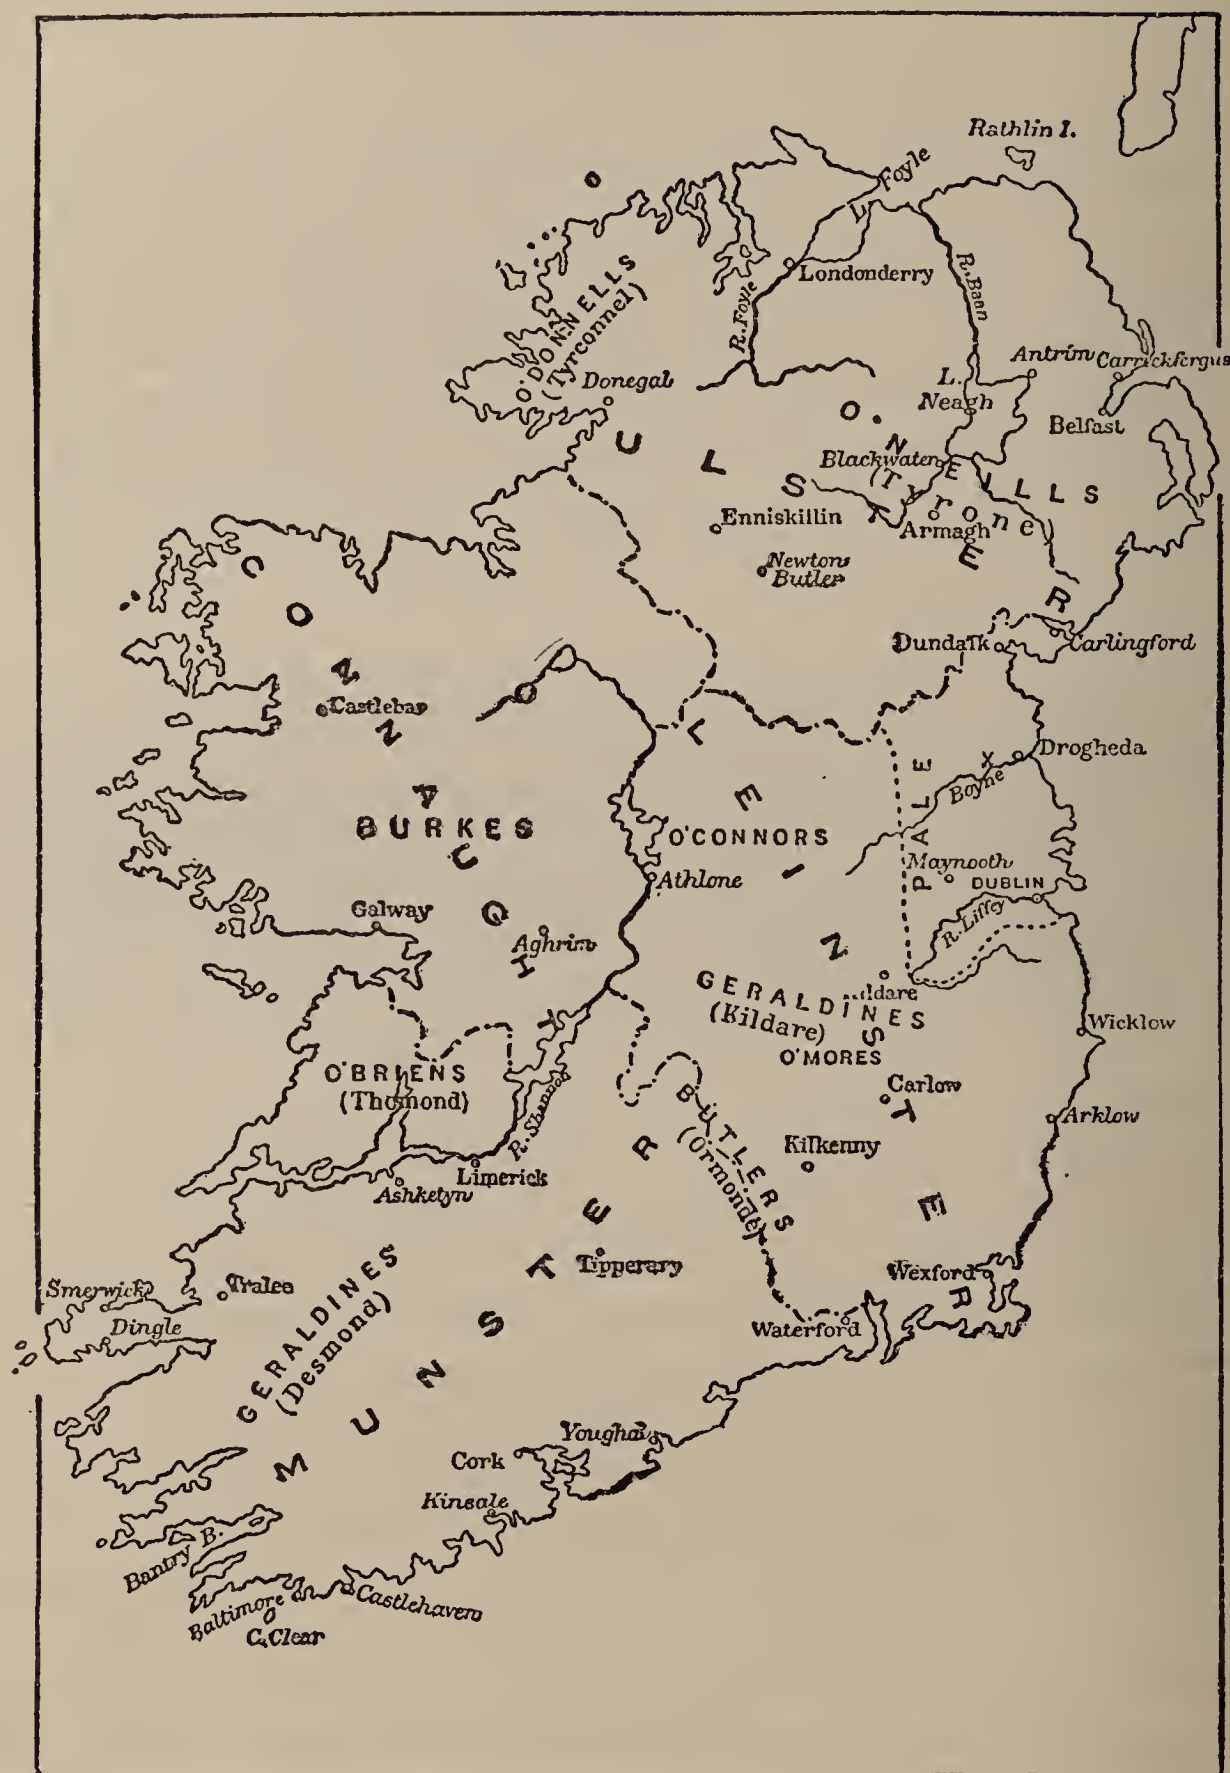 Rathlin I.
L. Foyle
Londonderry
R. Foyle
R. Baan
O'DONNELLS
(Tyrconnel)
Donegal
Antrim
Carrickfergus
L.
Neagh
Belfast
O'NEILLS
(Tyrone)
Blackwater
ULSTER
Enniskillin
Armagh
Newton
Butler
Dundalk
Carlingford
CONNAUGHT
Castlebar
BURKES
LEINSTER
Drogheda
X
Boyne
PALE
O'CONNORS
Maynooth
DUBLIN
Athlone
R. Liffey
Galway
Aghrim
GERALDINES
(Kildare)
ildare
O'MORES
Wicklow
O'BRIENS
(Thomond)
R. Shannon
Carlow
Arklow
BUTLERS
(Ormonde)
Kilkenny
Limerick
Ashketyn
MUNSTER
Tipperary
Wexford
Smerwick
Tralee
Dingle
GERALDINES
(Desmond)
Waterford
Youghal
Cork
Kinsale
Bantry B.
Baltimore
Castlehaven
C. Clear